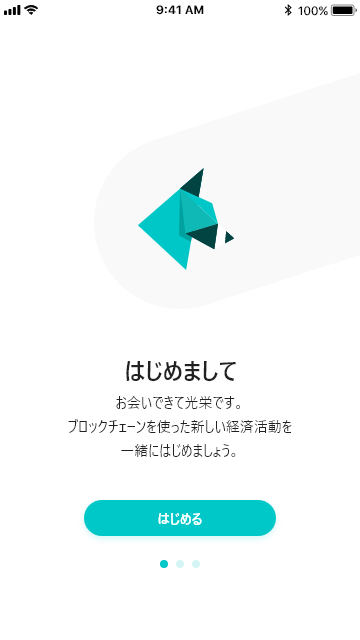 9:41 AM
100%
はじめまして
お会いできて光栄です。
ブロックチェーンを使った新しい経済活動を
一緒にはじめましょう。
はじめる